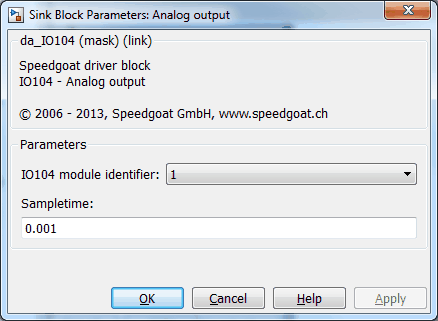 Sink Block Parameters: Analog output
da_IO104 (mask) (link)
Speedgoat driver block
IO104 - Analog output
© 2006 - 2013, Speedgoat GmbH, www.speedgoat.ch
Parameters
IO104 module identifier: 1
Sampletime:
0.001
OK Cancel Help Apply